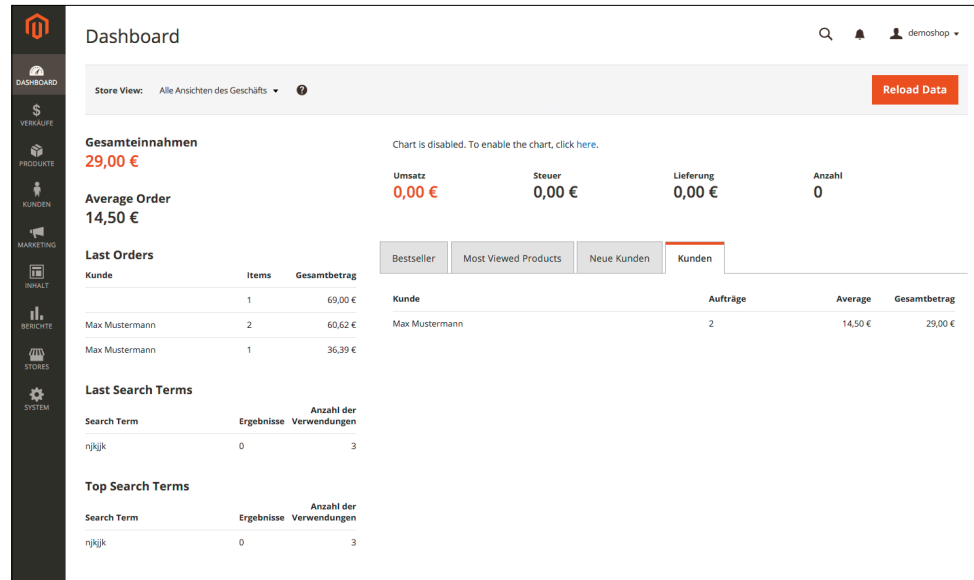 Dashboard
demoshop
DASHBOARD
VERKÄUFE
PRODUKTE
KUNDEN
MARKETING
INHALT
BERICHTE
STORES
SYSTEM
Store View: Alle Ansichten des Geschäfts
Reload Data
Gesamteinnahmen
29,00 €
Average Order
14,50 €
Chart is disabled. To enable the chart, click here.
Umsatz Steuer Lieferung Anzahl
0,00 € 0,00 € 0,00 € 0
Last Orders
Kunde Items Gesamtbetrag
1 69,00 €
Max Mustermann 2 60,62 €
Max Mustermann 1 36,39 €
Bestseller Most Viewed Products Neue Kunden Kunden
Kunde Aufträge Average Gesamtbetrag
Max Mustermann 2 14,50 € 29,00 €
Last Search Terms
Search Term Ergebnisse Anzahl der Verwendungen
njkjjk 0 3
Top Search Terms
Search Term Ergebnisse Anzahl der Verwendungen
njkjjk 0 3